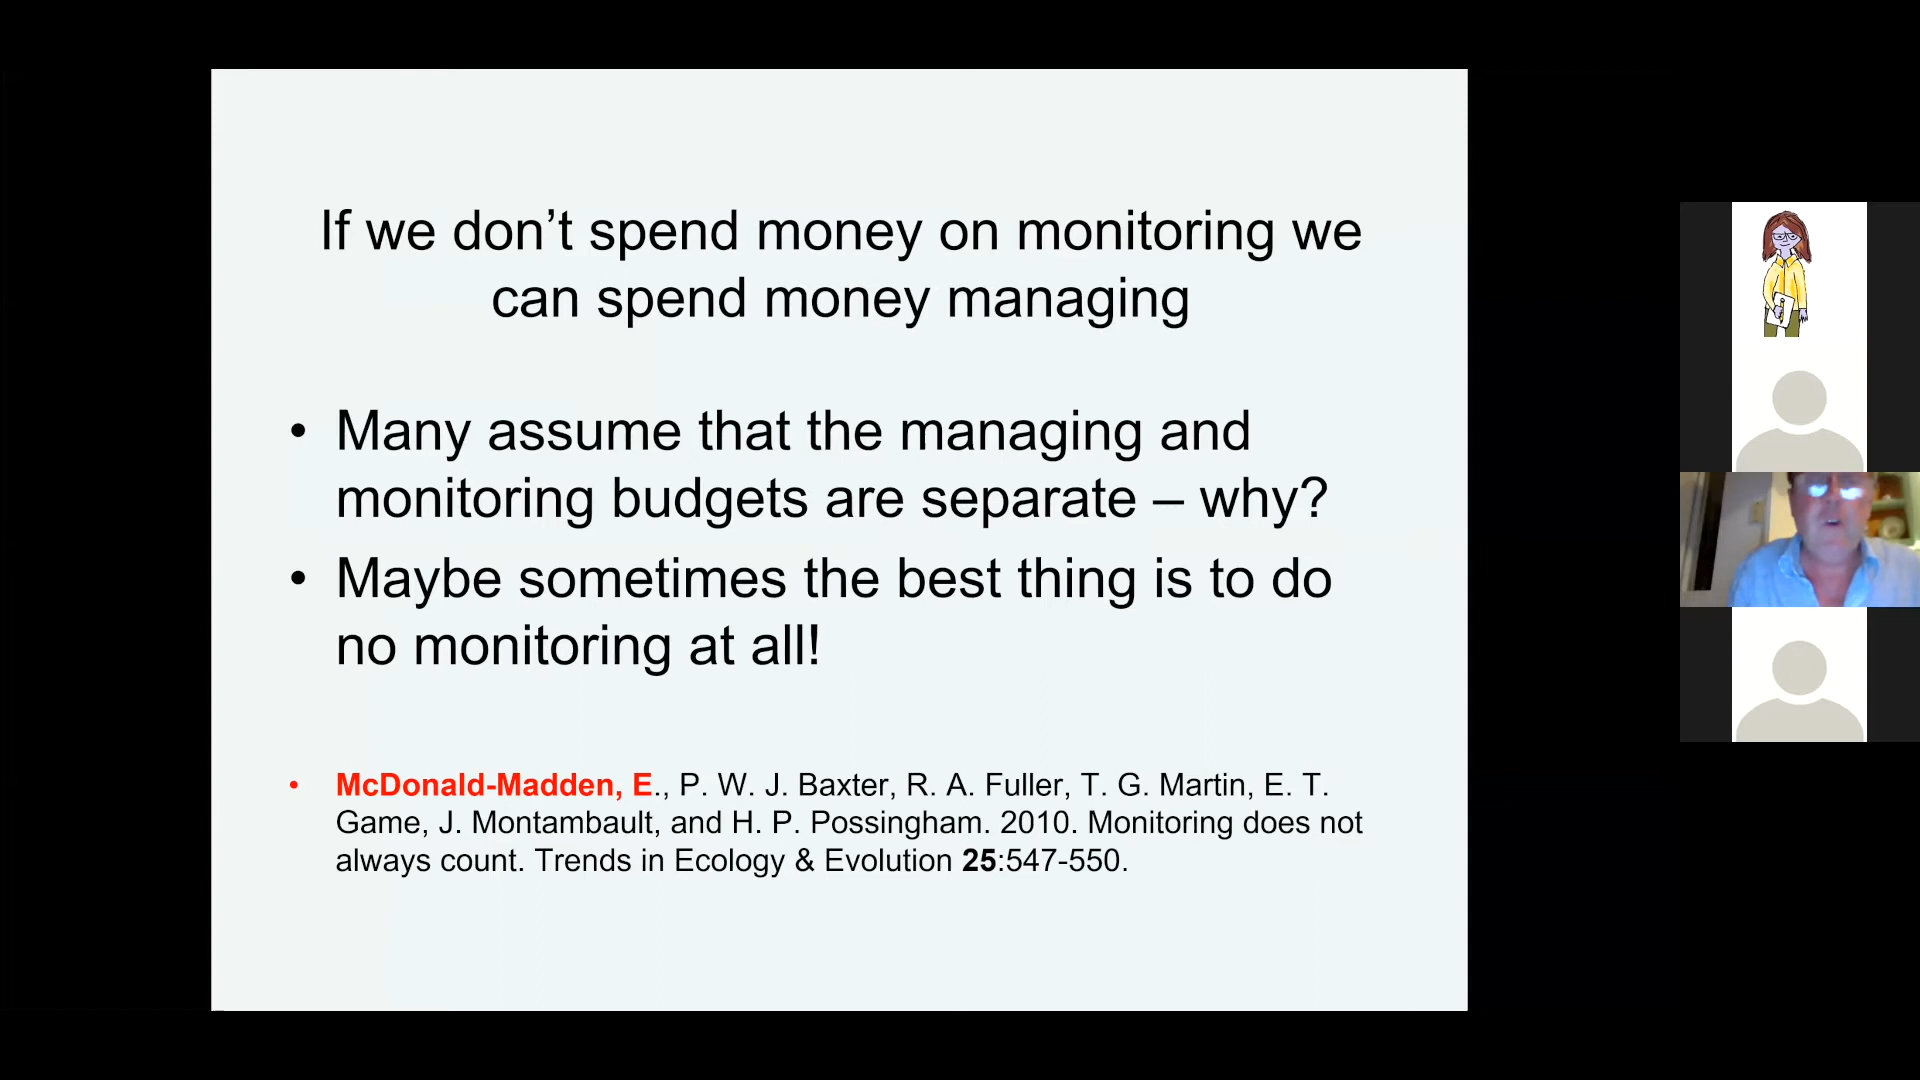 If we don’t spend money on monitoring we
can spend money managing
• Many assume that the managing and
monitoring budgets are separate – why?
• Maybe sometimes the best thing is to do
no monitoring at all!
• McDonald-Madden, E., P. W. J. Baxter, R. A. Fuller, T. G. Martin, E. T.
Game, J. Montambault, and H. P. Possingham. 2010. Monitoring does not
always count. Trends in Ecology & Evolution 25:547-550.